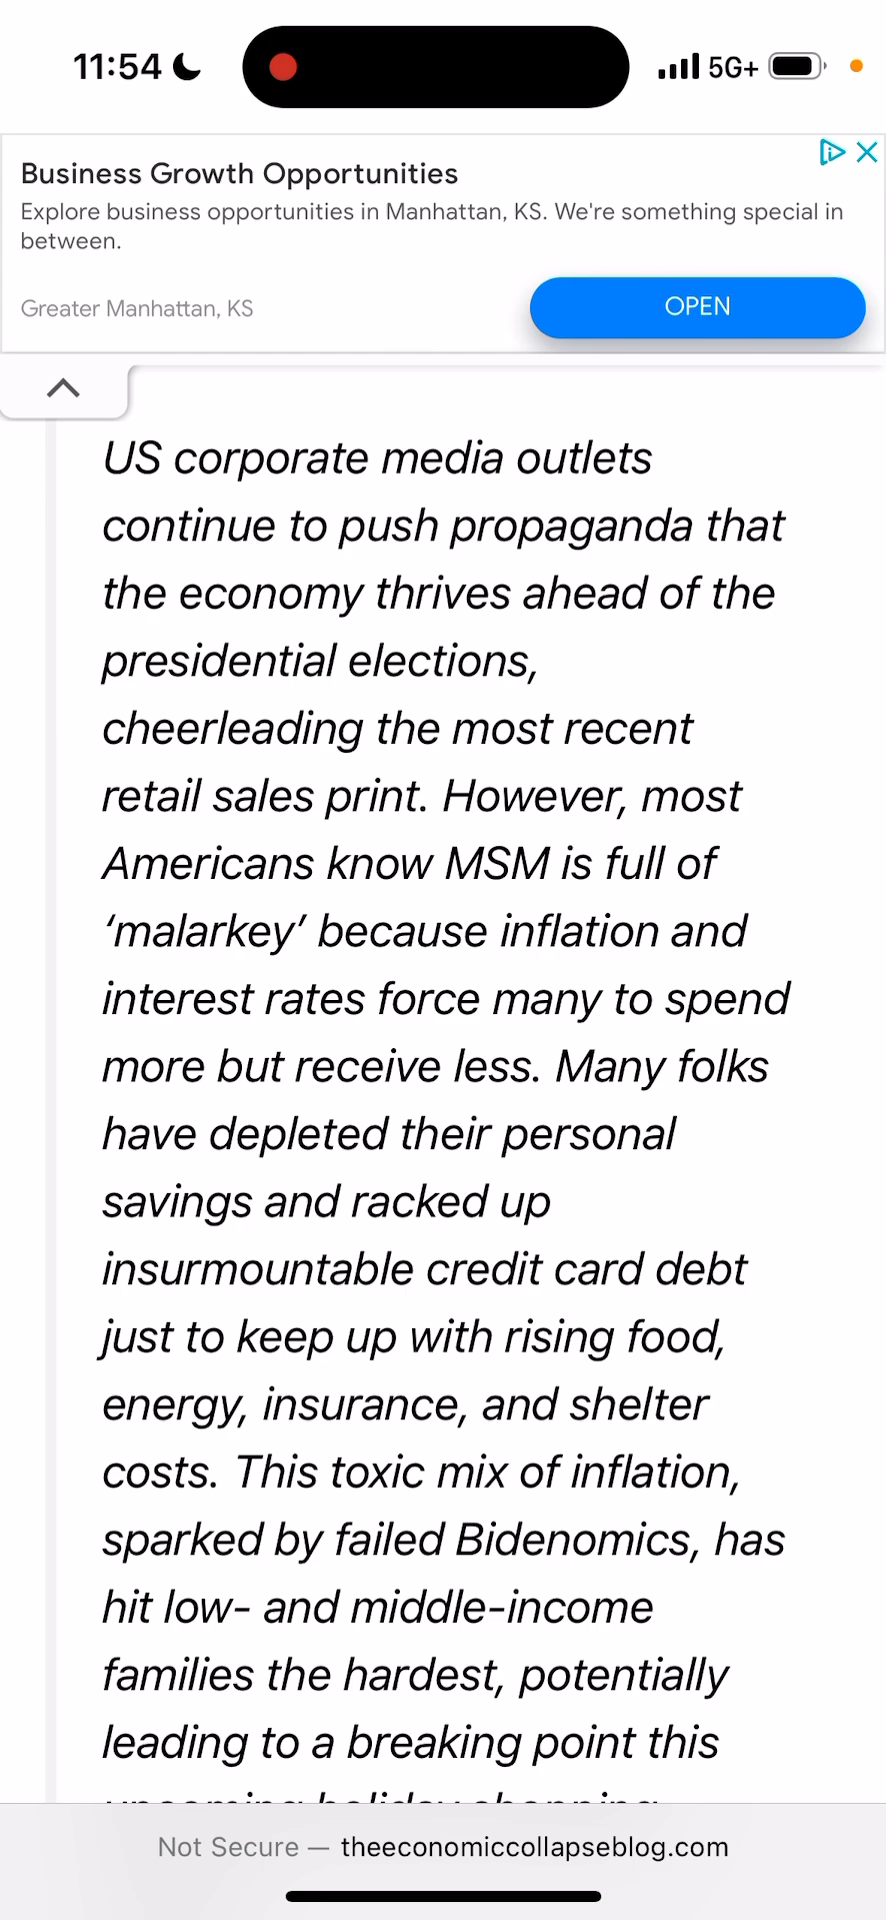 11:54
5G+
Business Growth Opportunities
Explore business opportunities in Manhattan, KS. We're something special in
between.
Greater Manhattan, KS
OPEN
US corporate media outlets
continue to push propaganda that
the economy thrives ahead of the
presidential elections,
cheerleading the most recent
retail sales print. However, most
Americans know MSM is full of
‘malarkey’ because inflation and
interest rates force many to spend
more but receive less. Many folks
have depleted their personal
savings and racked up
insurmountable credit card debt
just to keep up with rising food,
energy, insurance, and shelter
costs. This toxic mix of inflation,
sparked by failed Bidenomics, has
hit low- and middle-income
families the hardest, potentially
leading to a breaking point this
upcoming holiday shopping
Not Secure — theeconomiccollapseblog.com